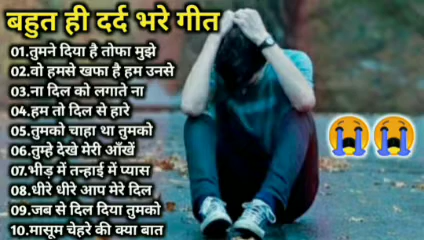 बहुत ही दर्द भरे गीत
01.तुमने दिया है तोफा मुझे
02.वो हमसे खफा है हम उनसे
03.ना दिल को लगाते ना
04.हम तो दिल से हारे
05.तुमको चाहा था तुमको
06.तुम्हे देखे मेरी आँखें
07.भीड़ में तन्हाई में प्यास
08.धीरे धीरे आप मेरे दिल
09.जब से दिल दिया तुमको
10.मासूम चेहरे की क्या बात